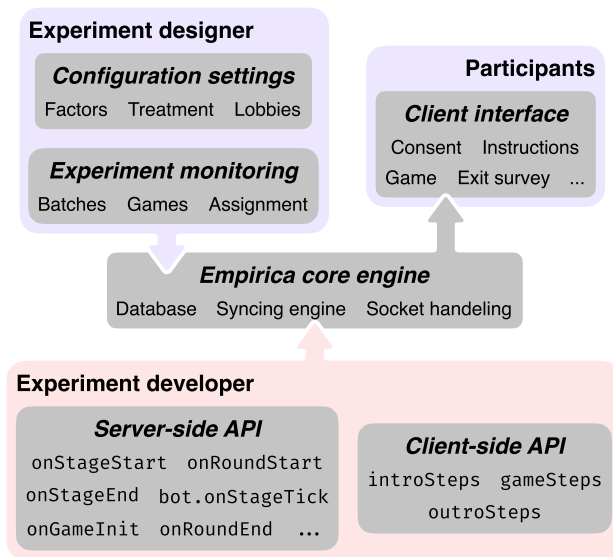 Experiment designer
Configuration settings
Factors Treatment Lobbies
Experiment monitoring
Batches Games Assignment
Participants
Client interface
Consent Instructions
Game Exit survey ...
Empirica core engine
Database Syncing engine Socket handeling
Experiment developer
Server-side API
onStageStart onRoundStart
onStageEnd bot.onStageTick
onGameInit onRoundEnd ...
Client-side API
introSteps gameSteps
outroSteps